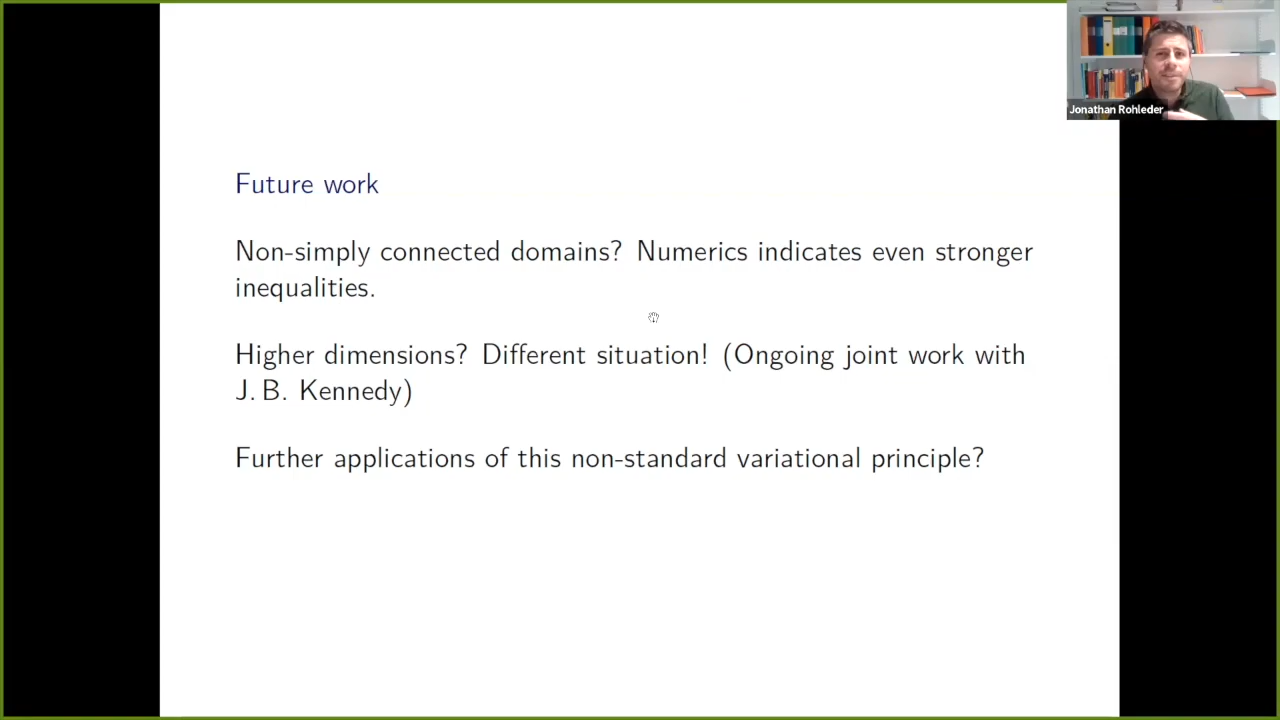 Jonathan Rohleder
Future work
Non-simply connected domains? Numerics indicates even stronger
inequalities.
Higher dimensions? Different situation! (Ongoing joint work with
J. B. Kennedy)
Further applications of this non-standard variational principle?